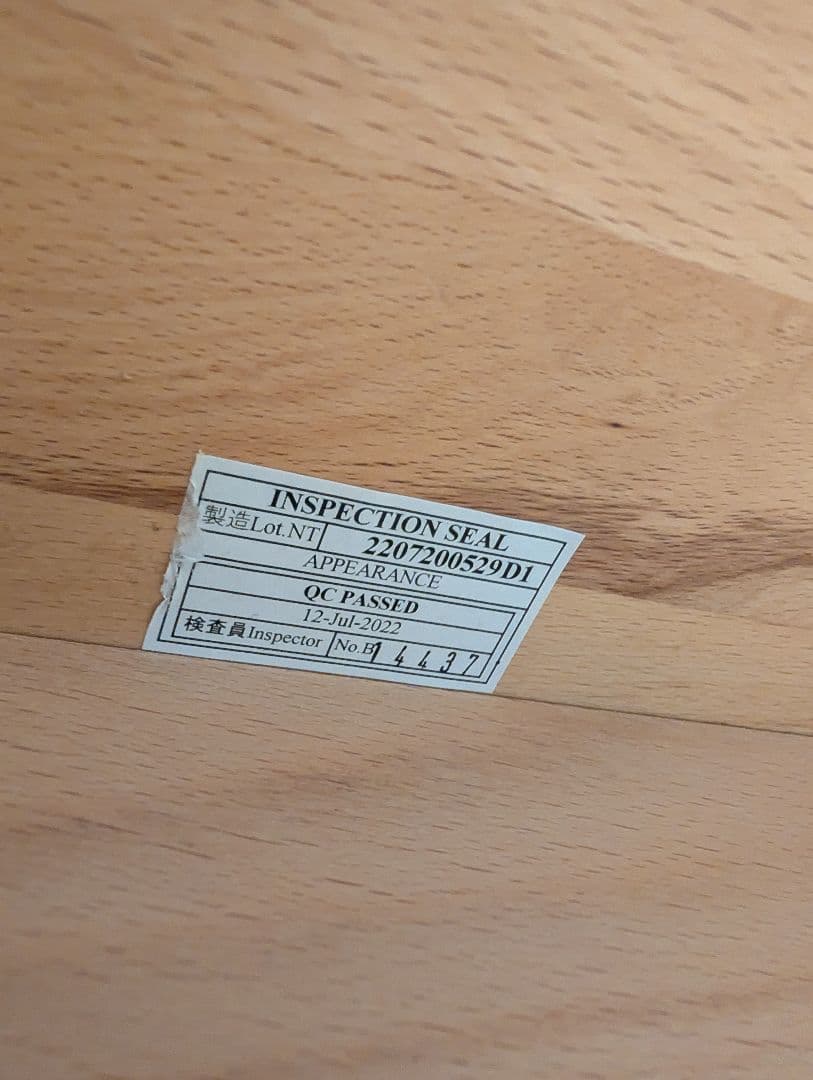 INSPECTION SEAL
製造Lot.NT 2207200529D1
APPEARANCE
QC PASSED
12-Jul-2022
検査員Inspector No.B14437